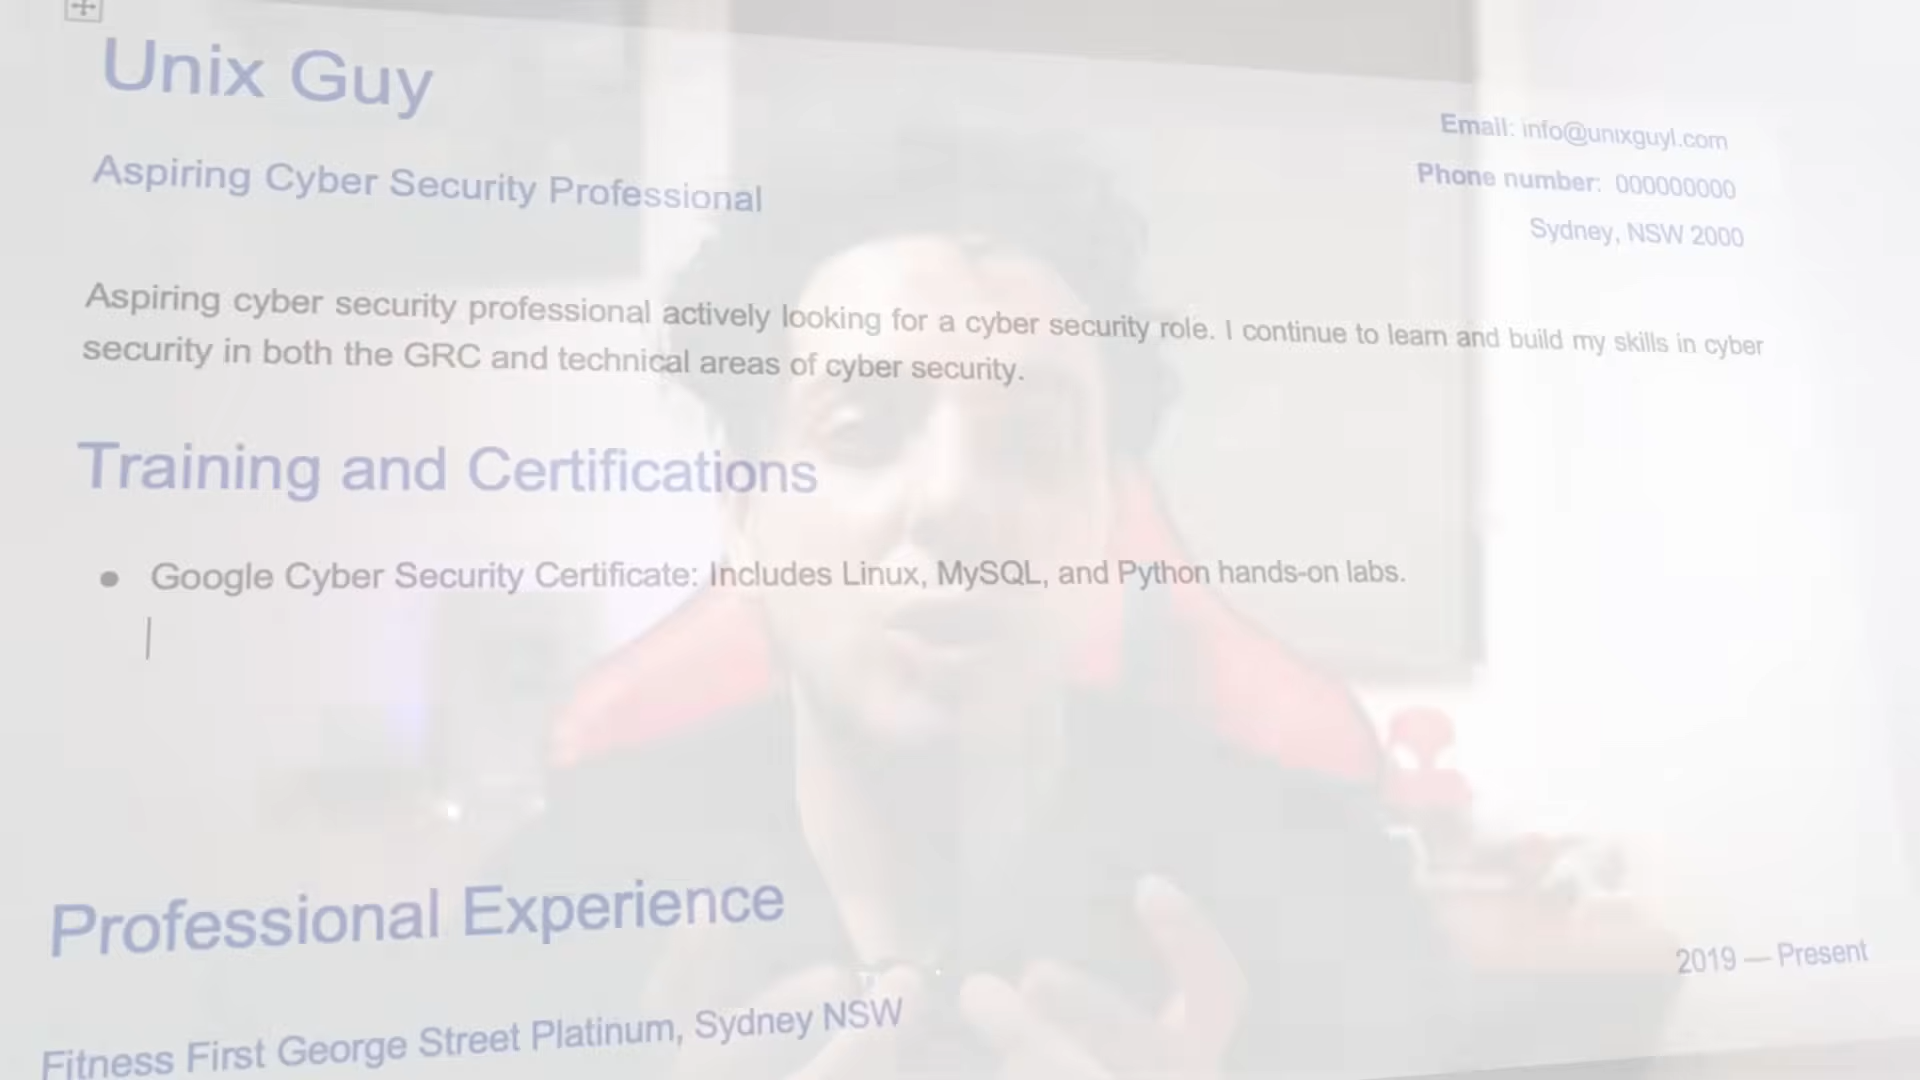 Unix Guy
Aspiring Cyber Security Professional
Email: info@unixguyl.com
Phone number: 000000000
Sydney, NSW 2000
Aspiring cyber security professional actively looking for a cyber security role. I continue to learn and build my skills in cyber
security in both the GRC and technical areas of cyber security.
Training and Certifications
Google Cyber Security Certificate: Includes Linux, MySQL, and Python hands-on labs.
Professional Experience
2019 — Present
Fitness First George Street Platinum, Sydney NSW